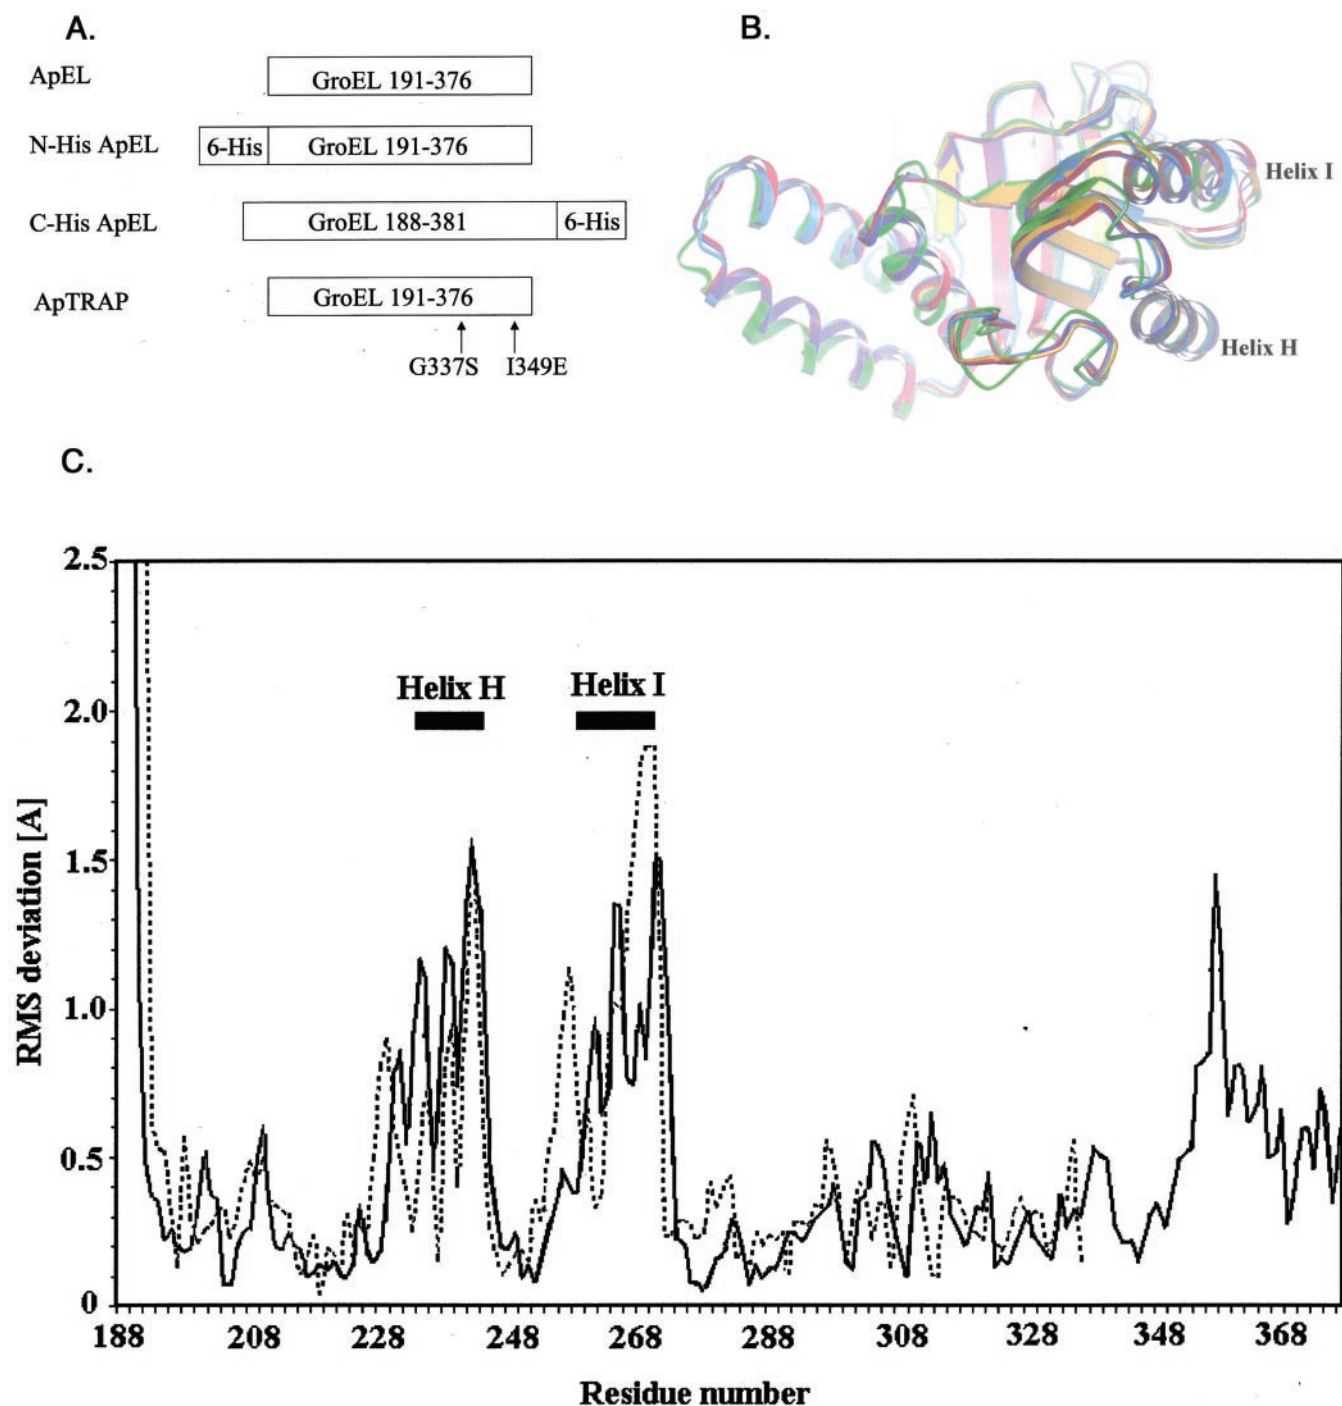 A.
ApEL
GroEL 191-376
N-His ApEL
6-His
GroEL 191-376
C-His ApEL
GroEL 188-381
6-His
ApTRAP
GroEL 191-376
G337S
I349E
B.
Helix I
Helix H
C.
2.5
2.0
1.5
1.0
0.5
0
RMS deviation [A]
Helix H
Helix I
188 208 228 248 268 288 308 328 348 368
Residue number